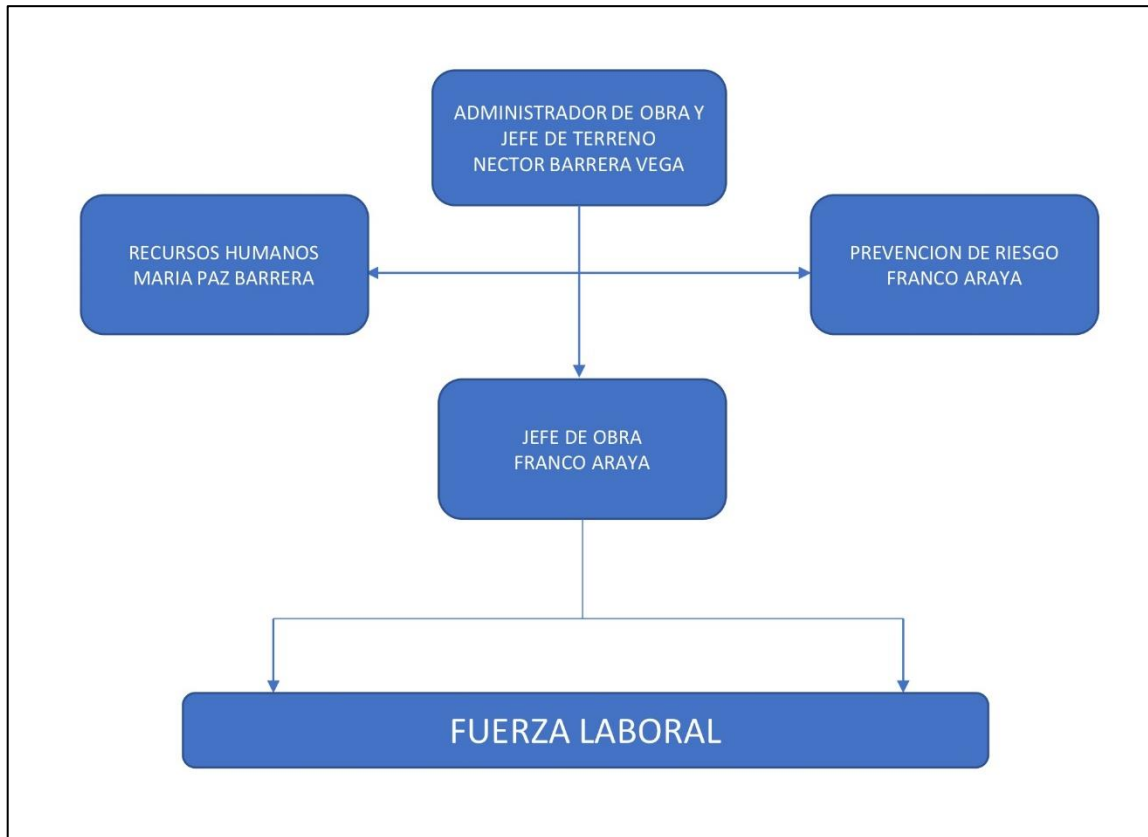 ADMINISTRADOR DE OBRA Y
JEFE DE TERRENO
NECTOR BARRERA VEGA
RECURSOS HUMANOS
MARIA PAZ BARRERA
PREVENCION DE RIESGO
FRANCO ARAYA
JEFE DE OBRA
FRANCO ARAYA
FUERZA LABORAL